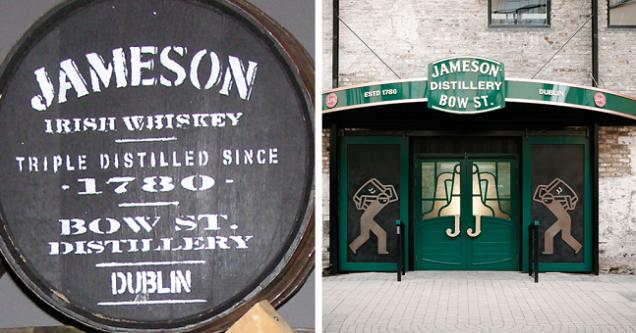 JAMESON
IRISH WHISKEY
TRIPLE DISTILLED SINCE
· 1780 ·
BOW ST.
DISTILLERY
DUBLIN
JAMESON
DISTILLERY
BOW ST.
ESTD 1780
DUBLIN
J J